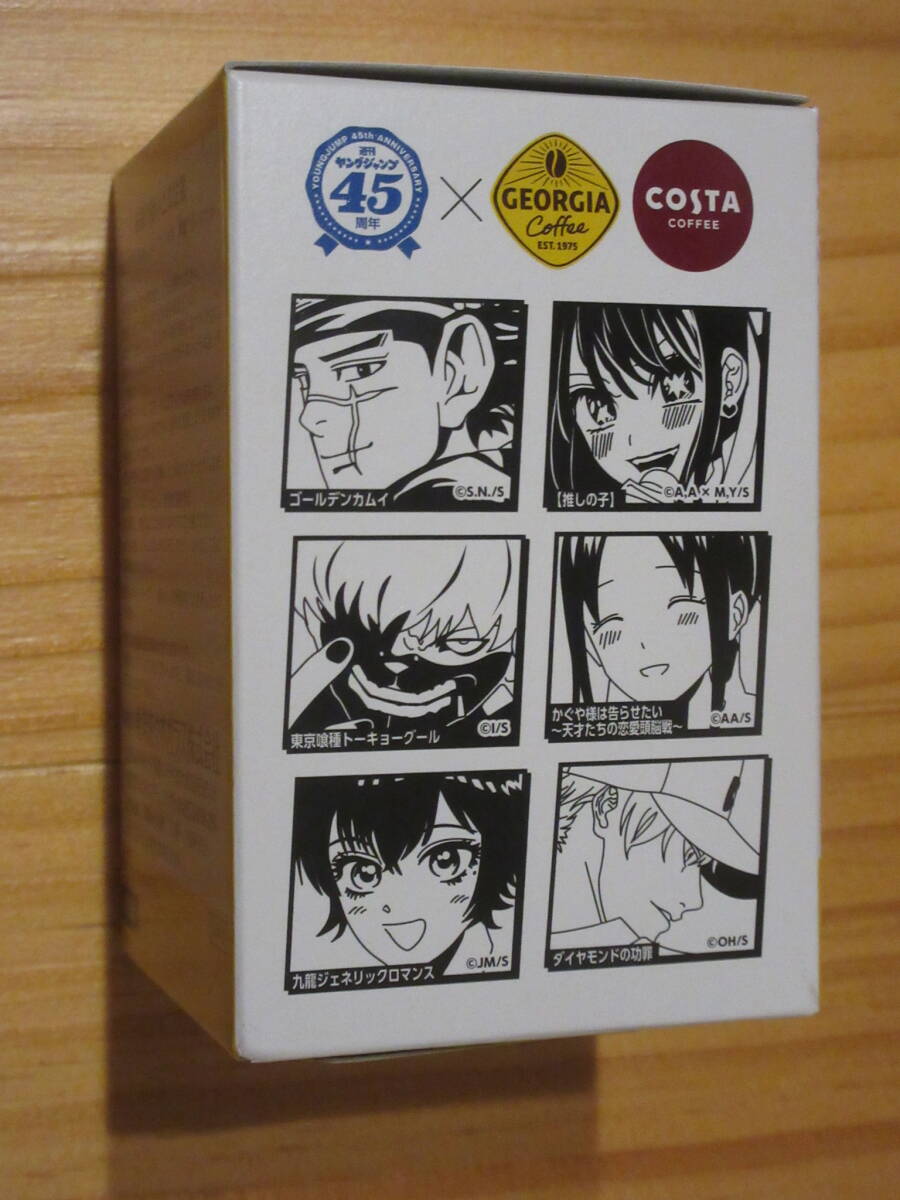 YOUNGJUMP 45th ANNIVERSARY
週刊
ヤングジャンプ
45
周年
×
GEORGIA
Coffee
EST. 1975
COSTA
COFFEE
ゴールデンカムイ
©S.N./S
【推しの子】
©A.A × M.Y/S
東京喰種トーキョーグール
©I/S
かぐや様は告らせたい
～天才たちの恋愛頭脳戦～
©AA/S
九龍ジェネリックロマンス
©JM/S
ダイヤモンドの功罪
©OH/S